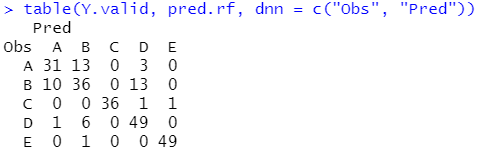 > table(Y.valid, pred.rf, dnn = c("Obs", "Pred"))
   Pred
Obs  A  B  C  D  E
  A 31 13  0  3  0
  B 10 36  0 13  0
  C  0  0 36  1  1
  D  1  6  0 49  0
  E  0  1  0  0 49